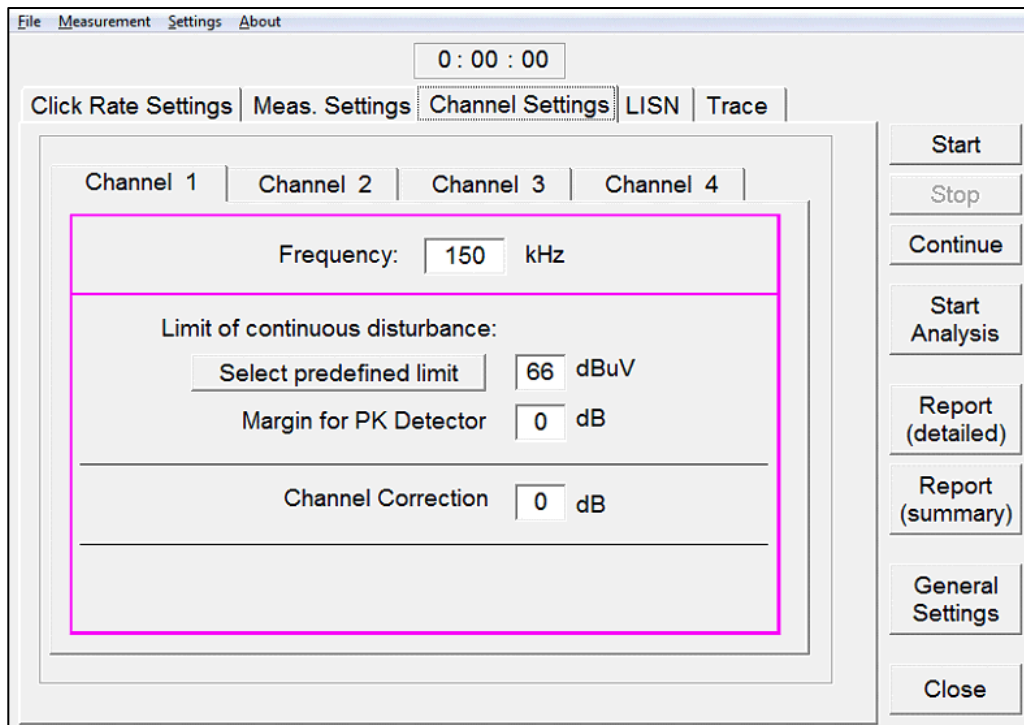 File Measurement Settings About
0 : 00 : 00
Click Rate Settings Meas. Settings Channel Settings LISN Trace
Channel 1 Channel 2 Channel 3 Channel 4
Frequency: 150 kHz
Limit of continuous disturbance:
Select predefined limit 66 dBuV
Margin for PK Detector 0 dB
Channel Correction 0 dB
Start
Stop
Continue
Start
Analysis
Report
(detailed)
Report
(summary)
General
Settings
Close